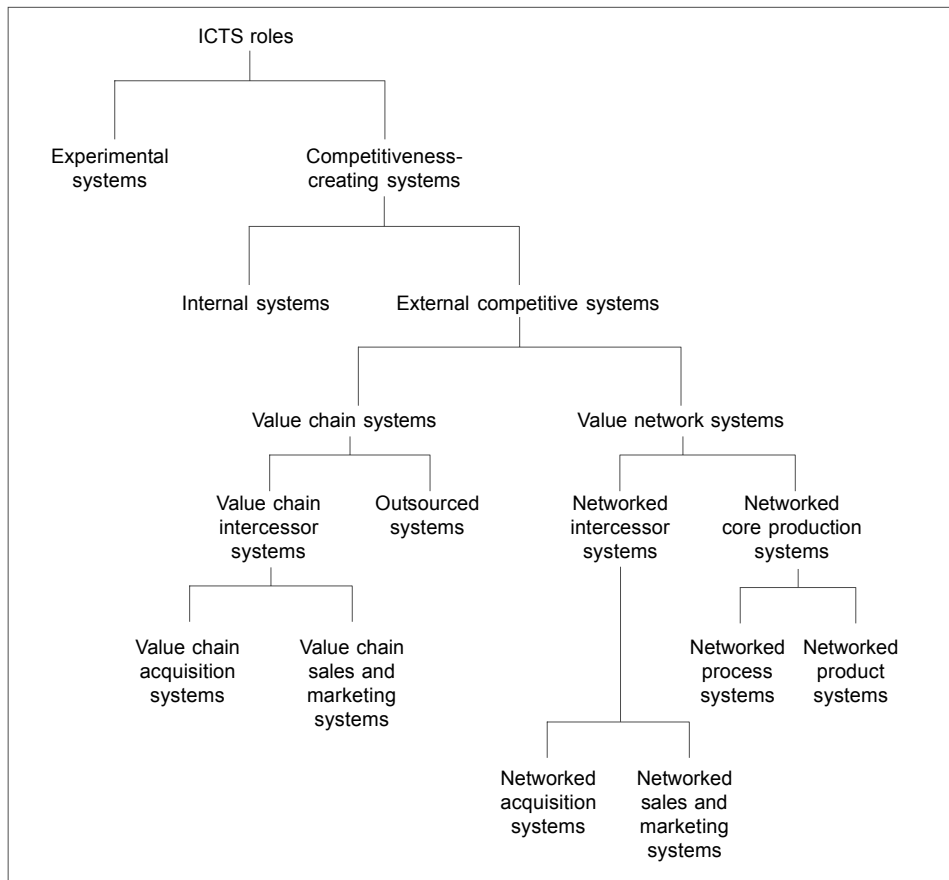 ICTS roles
Experimental
systems
Competitiveness-
creating systems
Internal systems
External competitive systems
Value chain systems
Value network systems
Value chain
intercessor
systems
Outsourced
systems
Networked
intercessor
systems
Networked
core production
systems
Value chain
acquisition
systems
Value chain
sales and
marketing
systems
Networked
process
systems
Networked
product
systems
Networked
acquisition
systems
Networked
sales and
marketing
systems